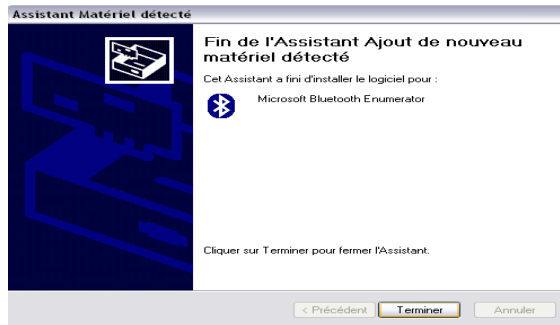 Assistant Matériel détecté
Fin de l'Assistant Ajout de nouveau
matériel détecté
Cet Assistant a fini d'installer le logiciel pour :
Microsoft Bluetooth Enumerator
Cliquer sur Terminer pour fermer l'Assistant.
< Précédent Terminer Annuler